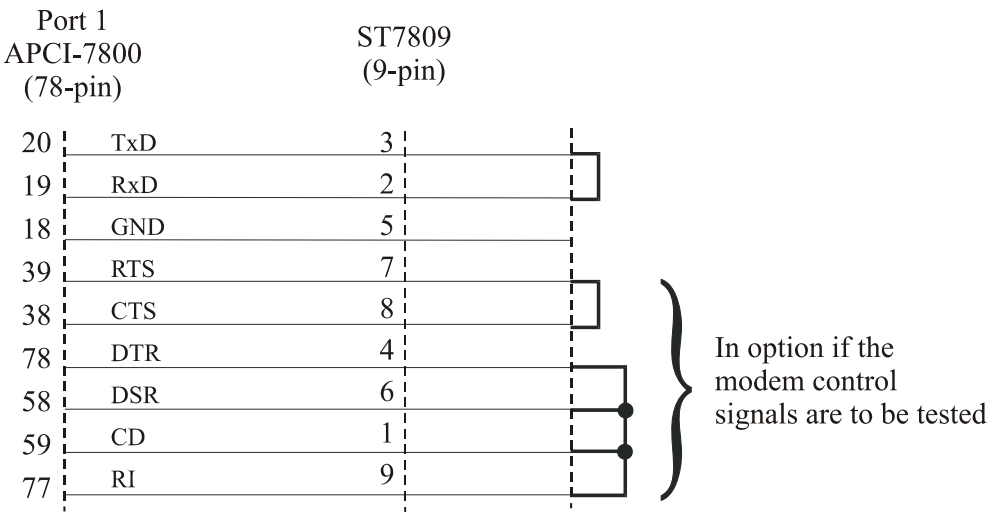 Port 1
APCI-7800
(78-pin)
ST7809
(9-pin)
20 TxD 3
19 RxD 2
18 GND 5
39 RTS 7
38 CTS 8
78 DTR 4
58 DSR 6
59 CD 1
77 RI 9
In option if the
modem control
signals are to be tested